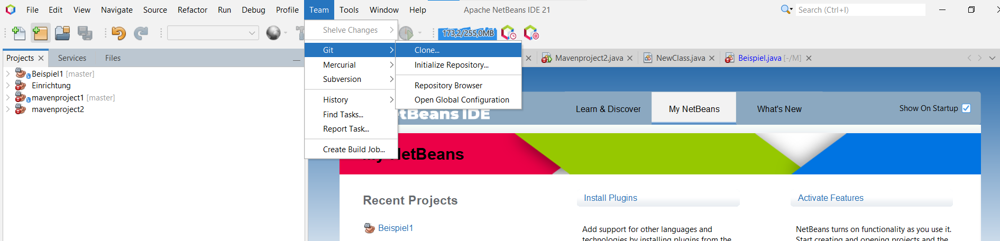 File Edit View Navigate Source Refactor Run Debug Profile Team Tools Window Help Apache NetBeans IDE 21 Search (Ctrl+I)
Shelve Changes
173,2/255,0MB
Git
Clone...
Projects Services Files
Mavenproject2.java NewClass.java Beispiel.java [-/M]
Mercurial
Initialize Repository...
Beispiel1 [master]
Subversion
Einrichtung
Repository Browser
mavenproject1 [master]
History
Open Global Configuration
mavenproject2
Find Tasks...
etBeans IDE
Learn & Discover My NetBeans What's New Show On Startup
Report Task...
Create Build Job...
My NetBeans
Recent Projects
Install Plugins
Activate Features
Beispiel1
Add support for other languages and
technologies by installing plugins from the
NetBeans turns on functionality as you use it.
Start creating and opening projects and the